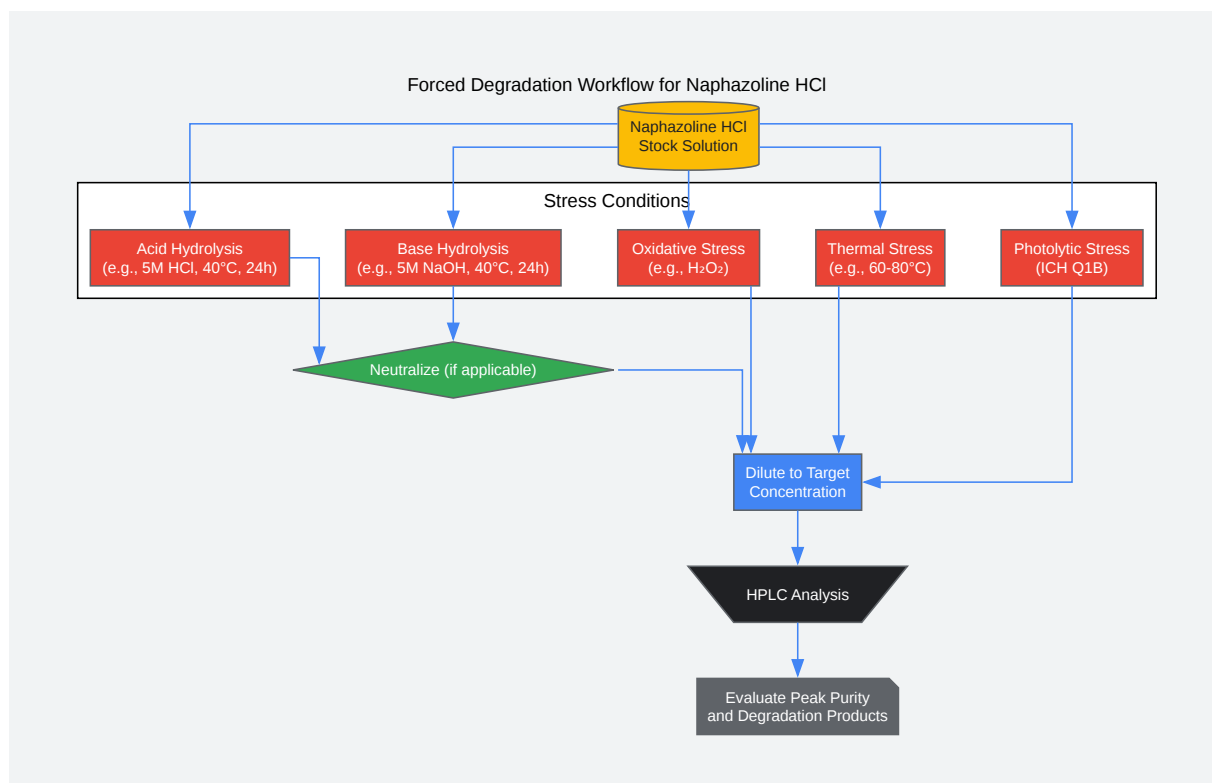 Forced Degradation Workflow for Naphazoline HCl
Naphazoline HCl
Stock Solution
Stress Conditions
Acid Hydrolysis
(e.g., 5M HCl, 40°C, 24h)
Base Hydrolysis
(e.g., 5M NaOH, 40°C, 24h)
Oxidative Stress
(e.g., H₂O₂)
Thermal Stress
(e.g., 60-80°C)
Photolytic Stress
(ICH Q1B)
Neutralize (if applicable)
Dilute to Target
Concentration
HPLC Analysis
Evaluate Peak Purity
and Degradation Products